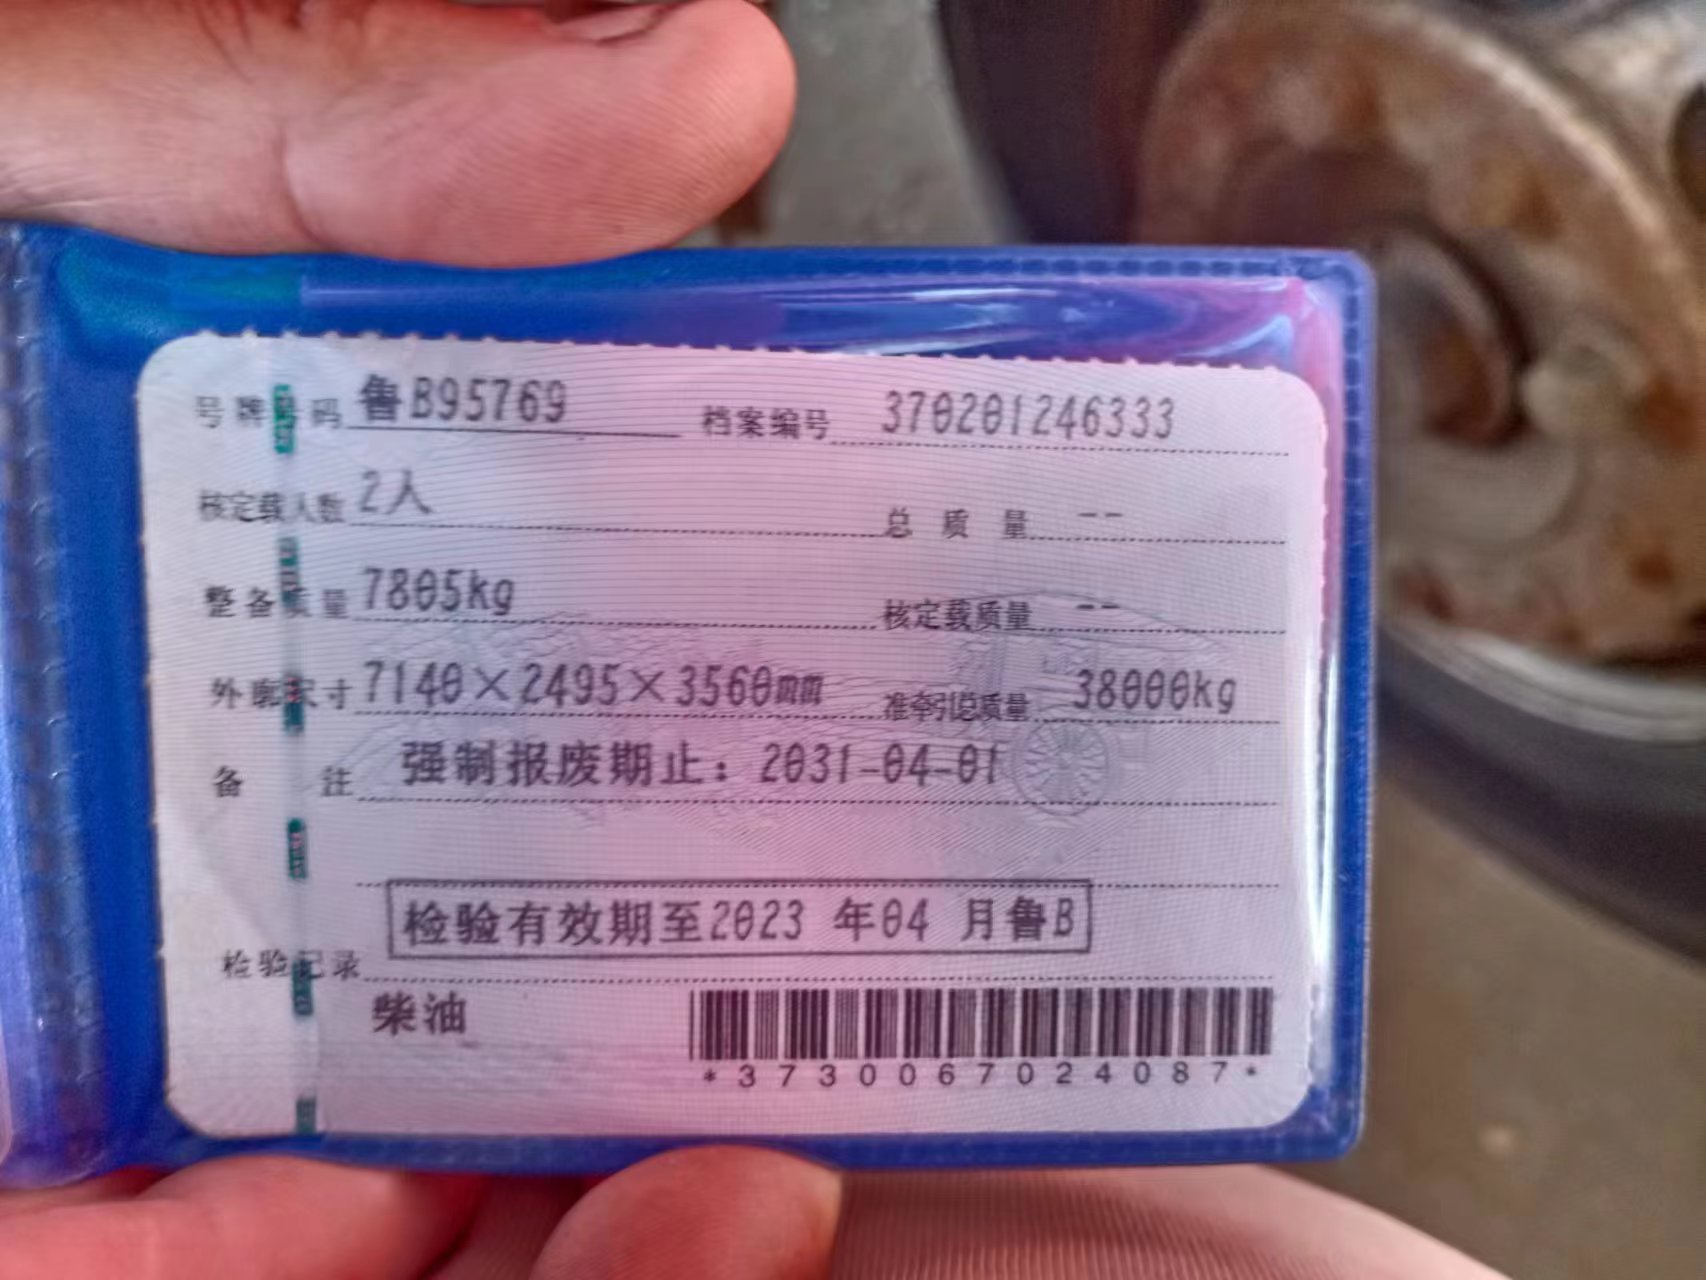 号牌号码 鲁B95769 档案编号 370201246333
核定载人数 2人 总质量 --
整备质量 7805kg 核定载质量 --
外廓尺寸 7140×2495×3560mm 准牵引总质量 38000kg
备注 强制报废期止：2031-04-01
检验有效期至2023 年04 月鲁B
检验记录
柴油
*3730067024087*